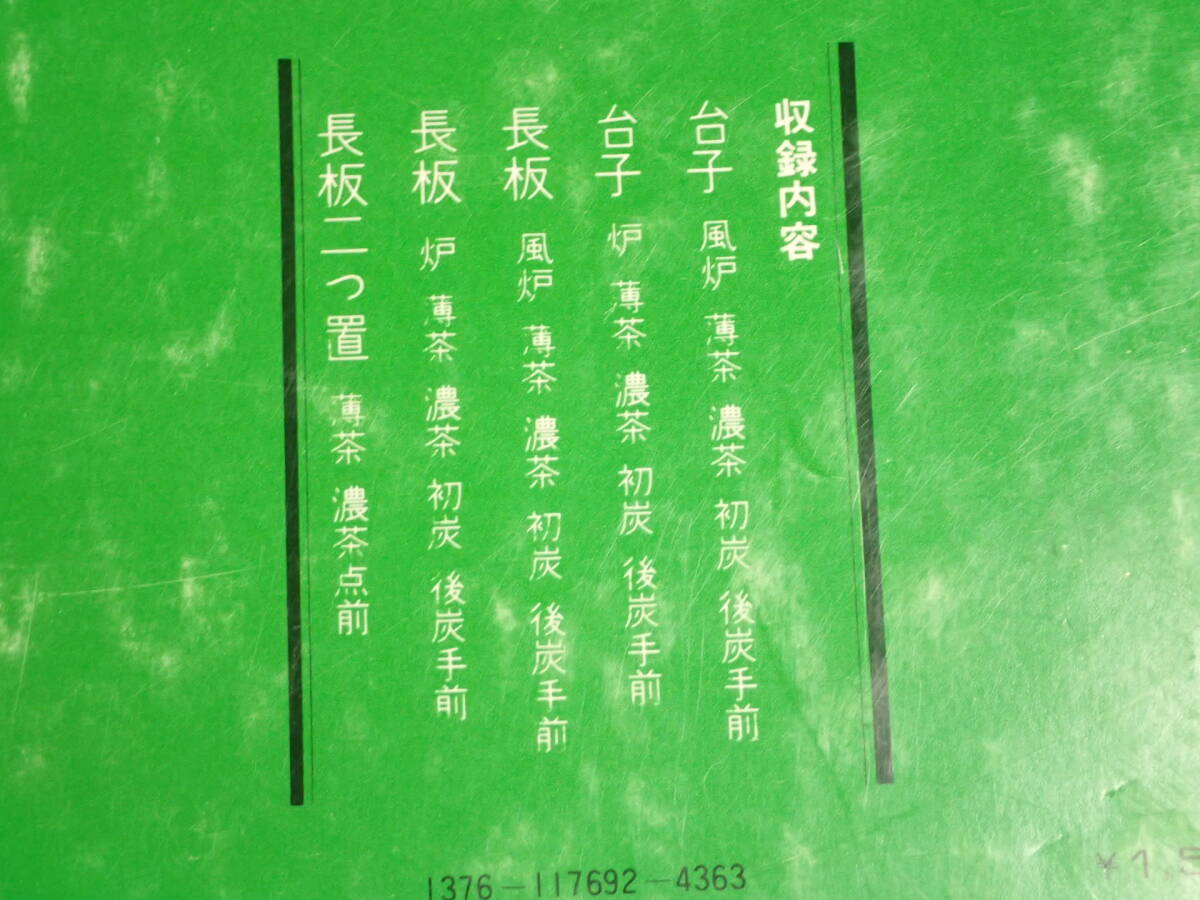 収録内容
台子 風炉 薄茶 濃茶 初炭 後炭手前
台子 炉 薄茶 濃茶 初炭 後炭手前
長板 風炉 薄茶 濃茶 初炭 後炭手前
長板 炉 薄茶 濃茶 初炭 後炭手前
長板二つ置 薄茶 濃茶点前
1376-117692-4363
¥1,5